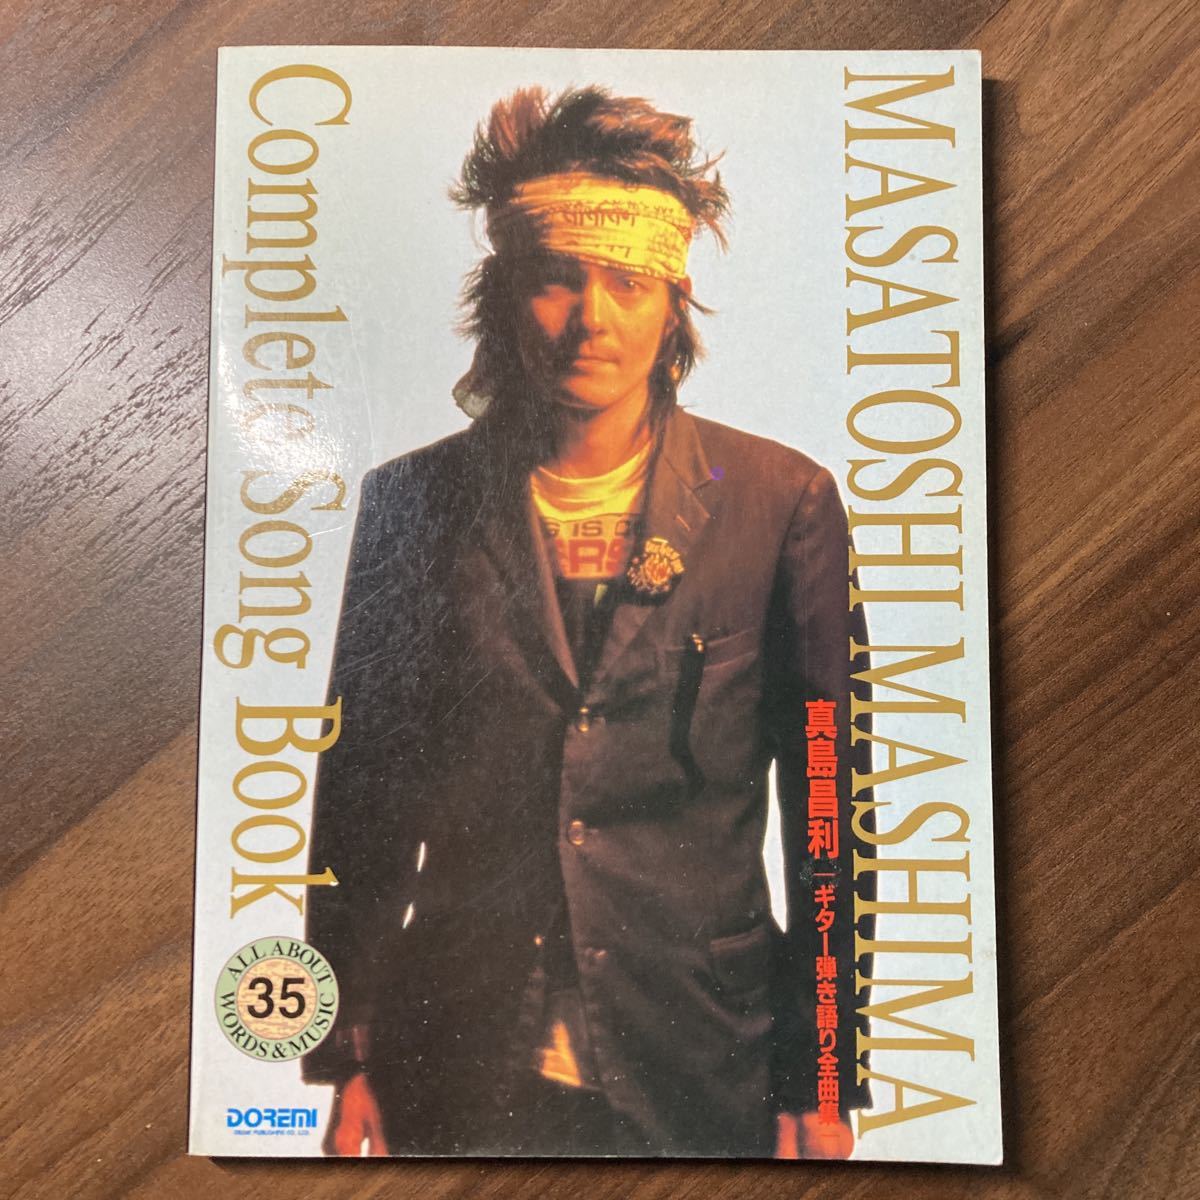 MASATOSHI MASHIMA
Complete Song Book
真島昌利
ギター弾き語り全曲集
ALL ABOUT
35
WORDS & MUSIC
DOREMI
IS